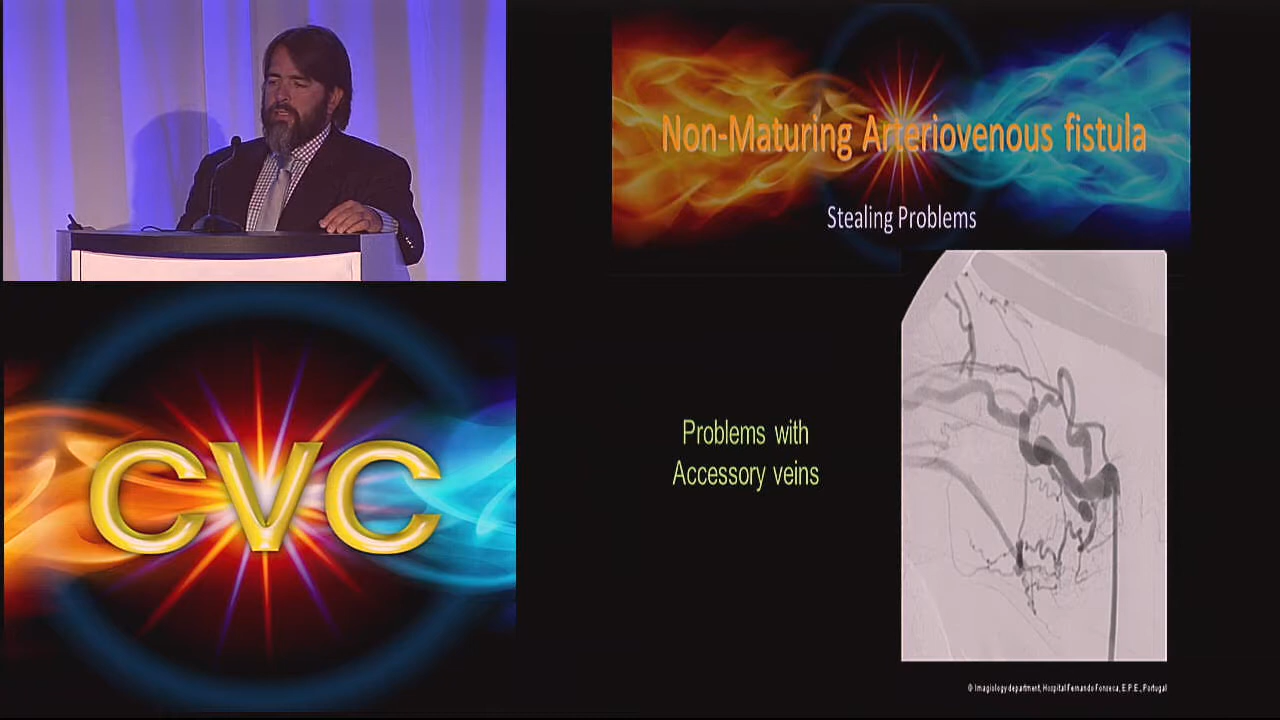 Non-Maturing Arteriovenous fistula
Stealing Problems
CVC
Problems with
Accessory veins
© Imagiology department, Hospital Fernando Fonseca, E.P.E., Portugal